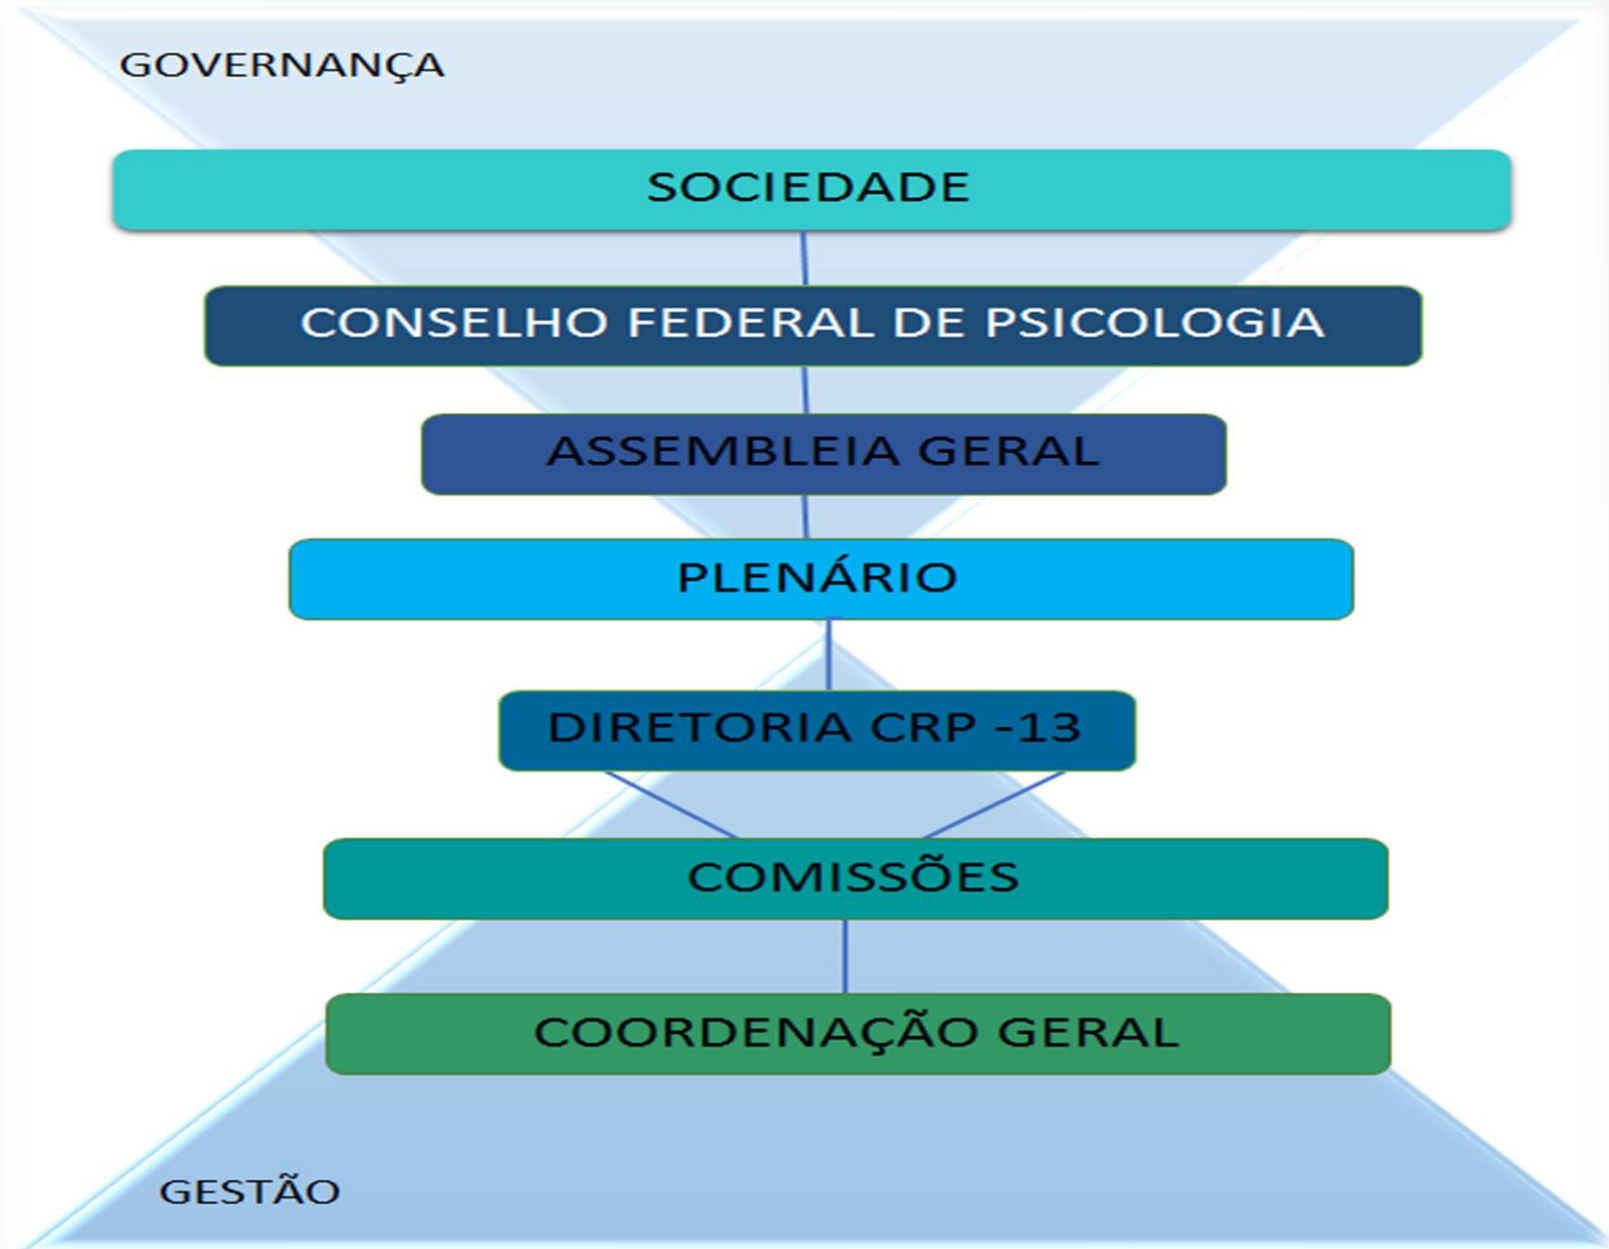 GOVERNANÇA
SOCIEDADE
CONSELHO FEDERAL DE PSICOLOGIA
ASSEMBLEIA GERAL
PLENÁRIO
DIRETORIA CRP -13
COMISSÕES
COORDENAÇÃO GERAL
GESTÃO